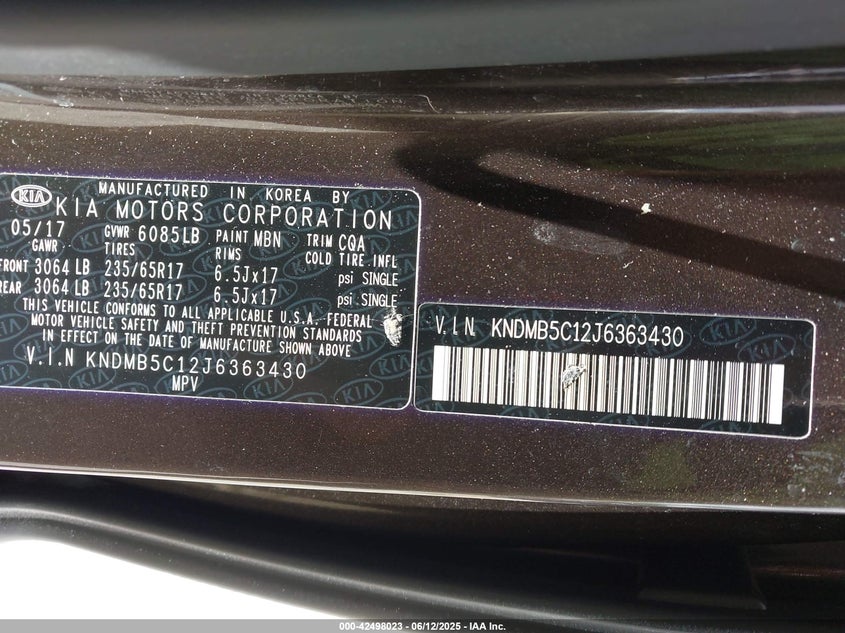 KIA
MANUFACTURED IN KOREA BY
KIA MOTORS CORPORATION
05/17 GVWR 6085LB PAINT MBN TRIM CQA
GAWR TIRES RIMS COLD TIRE INFL
FRONT 3064 LB 235/65R17 6.5Jx17 psi SINGLE
REAR 3064 LB 235/65R17 6.5Jx17 psi SINGLE
THIS VEHICLE CONFORMS TO ALL APPLICABLE U.S.A. FEDERAL
MOTOR VEHICLE SAFETY AND THEFT PREVENTION STANDARDS
IN EFFECT ON THE DATE OF MANUFACTURE SHOWN ABOVE
V.I.N KNDMB5C12J6363430
MPV
V.I.N KNDMB5C12J6363430
000-42498023 - 06/12/2025 - IAA Inc.